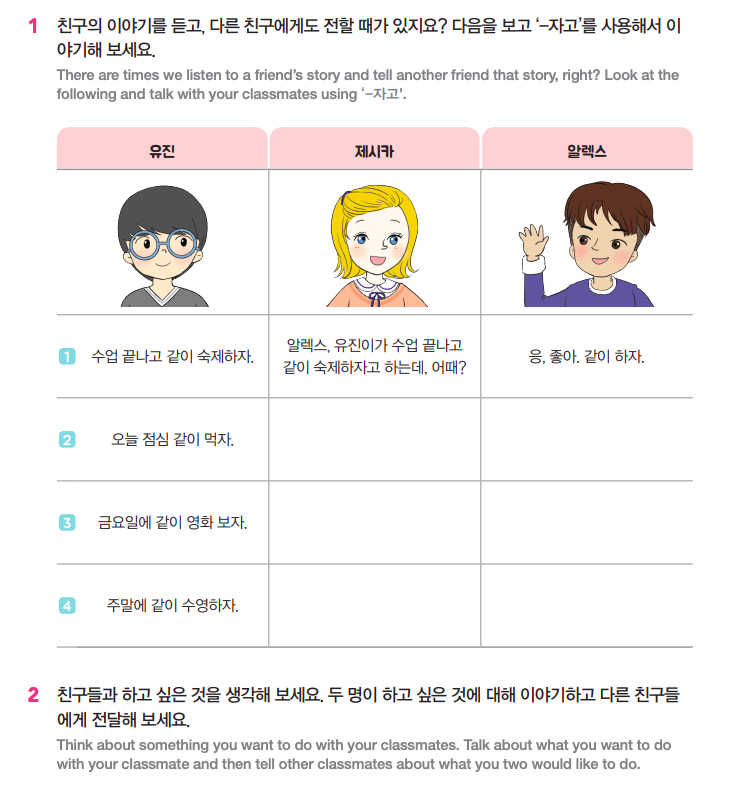 1 친구의 이야기를 듣고, 다른 친구에게도 전할 때가 있지요? 다음을 보고 ‘–자고’를 사용해서 이
야기해 보세요.
There are times we listen to a friend’s story and tell another friend that story, right? Look at the
following and talk with your classmates using ‘–자고’.
유진 제시카 알렉스
1 수업 끝나고 같이 숙제하자.
알렉스, 유진이가 수업 끝나고
같이 숙제하자고 하는데, 어때?
응, 좋아. 같이 하자.
2 오늘 점심 같이 먹자.
3 금요일에 같이 영화 보자.
4 주말에 같이 수영하자.
2 친구들과 하고 싶은 것을 생각해 보세요. 두 명이 하고 싶은 것에 대해 이야기하고 다른 친구들
에게 전달해 보세요.
Think about something you want to do with your classmates. Talk about what you want to do
with your classmate and then tell other classmates about what you two would like to do.